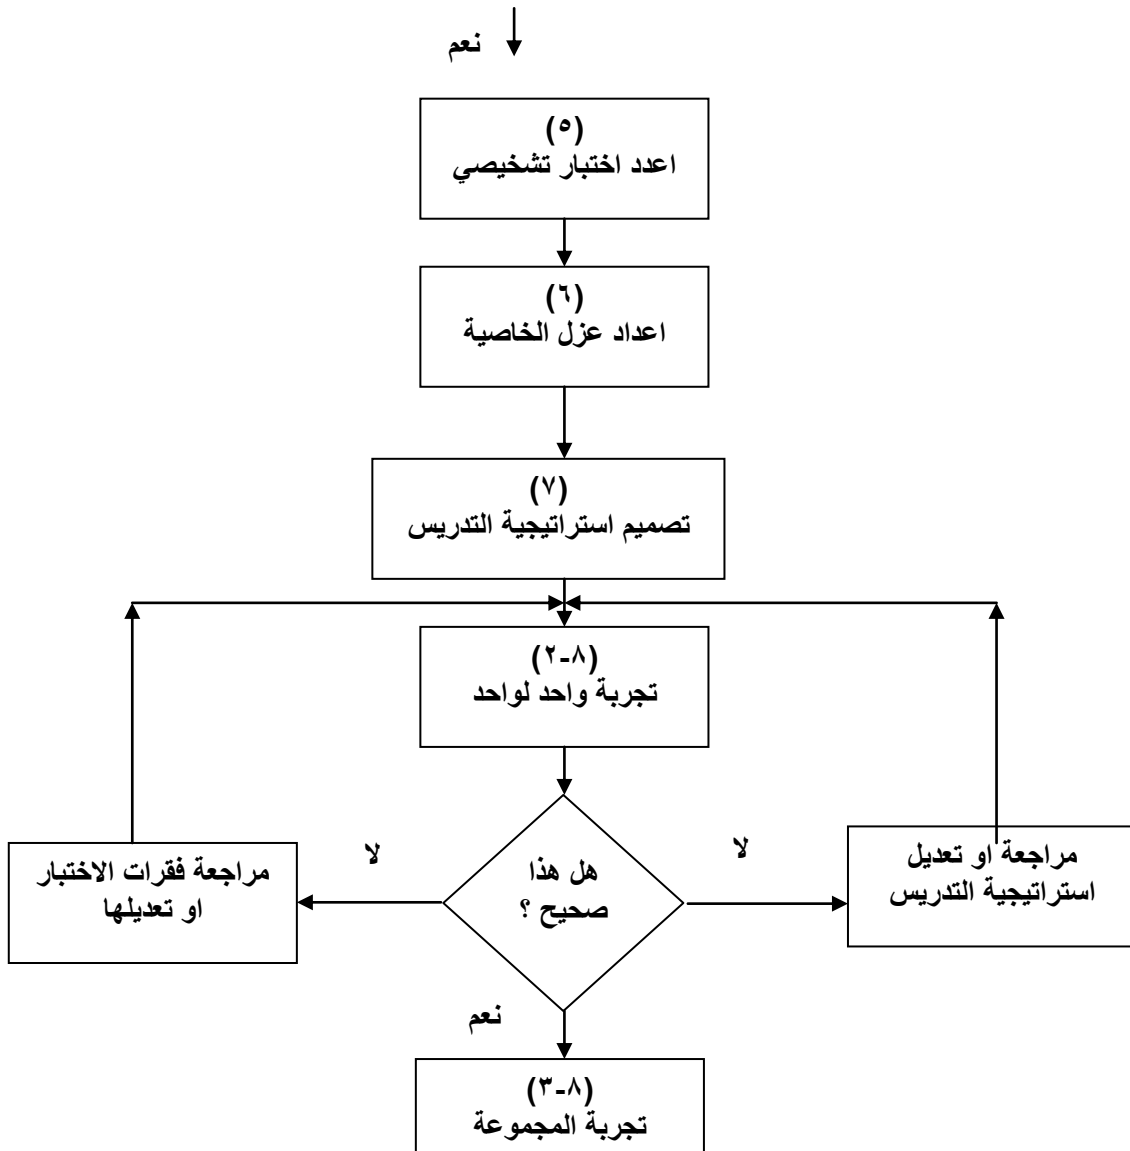 نعم
(٥)
اعدد اختبار تشخيصي
(٦)
اعداد عزل الخاصية
(٧)
تصميم استراتيجية التدريس
(٨-٢)
تجربة واحد لواحد
هل هذا
صحيح ؟
لا
مراجعة او تعديل
استراتيجية التدريس
لا
مراجعة فقرات الاختبار
او تعديلها
نعم
(٨-٣)
تجربة المجموعة